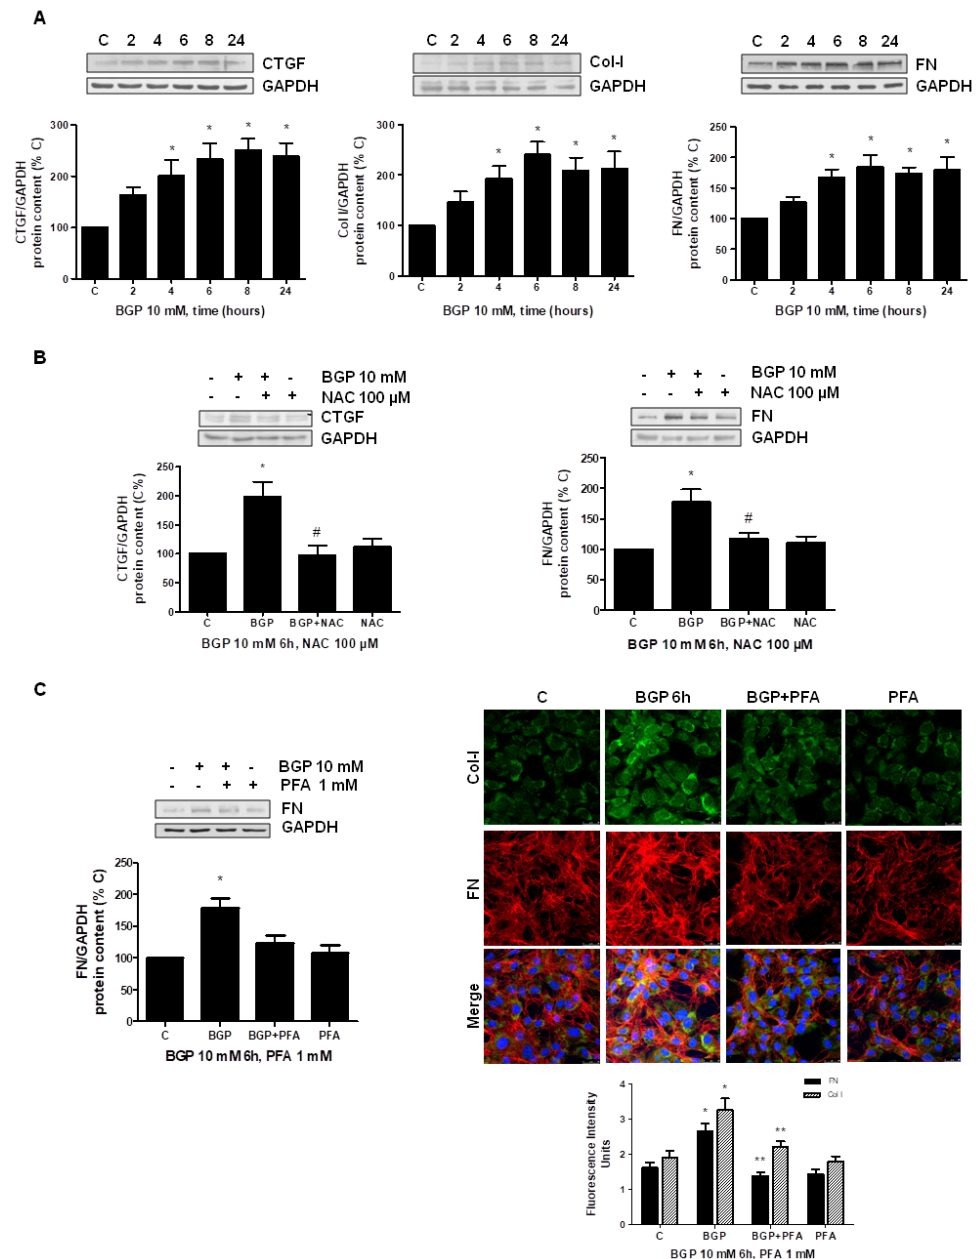 A
C 2 4 6 8 24
CTGF
GAPDH
CTGF/GAPDH
protein content (% C)
300
200
100
0
* * * *
C 2 4 6 8 24
BGP 10 mM, time (hours)
C 2 4 6 8 24
Col-I
GAPDH
Col I/GAPDH
protein content (% C)
300
200
100
0
* * * *
C 2 4 6 8 24
BGP 10 mM, time (hours)
C 2 4 6 8 24
FN
GAPDH
FN/GAPDH
protein content (% C)
250
200
150
100
50
0
* * * *
C 2 4 6 8 24
BGP 10 mM, time (hours)
B
- + + - BGP 10 mM
- - + + NAC 100 µM
CTGF
GAPDH
CTGF/GAPDH
protein content (C%)
250
200
150
100
50
0
* #
C BGP BGP+NAC NAC
BGP 10 mM 6h, NAC 100 µM
- + + - BGP 10 mM
- - + + NAC 100 µM
FN
GAPDH
FN/GAPDH
protein content (% C)
250
200
150
100
50
0
* #
C BGP BGP+NAC NAC
BGP 10 mM 6h, NAC 100 µM
C
- + + - BGP 10 mM
- - + + PFA 1 mM
FN
GAPDH
FN/GAPDH
protein content (% C)
250
200
150
100
50
0
*
C BGP BGP+PFA PFA
BGP 10 mM 6h, PFA 1 mM
C BGP 6h BGP+PFA PFA
Col-I
FN
Merge
FN
Col I
Fluorescence Intensity
Units
4
3
2
1
0
* * ** **
C BGP BGP+PFA PFA
BGP 10 mM 6h, PFA 1 mM